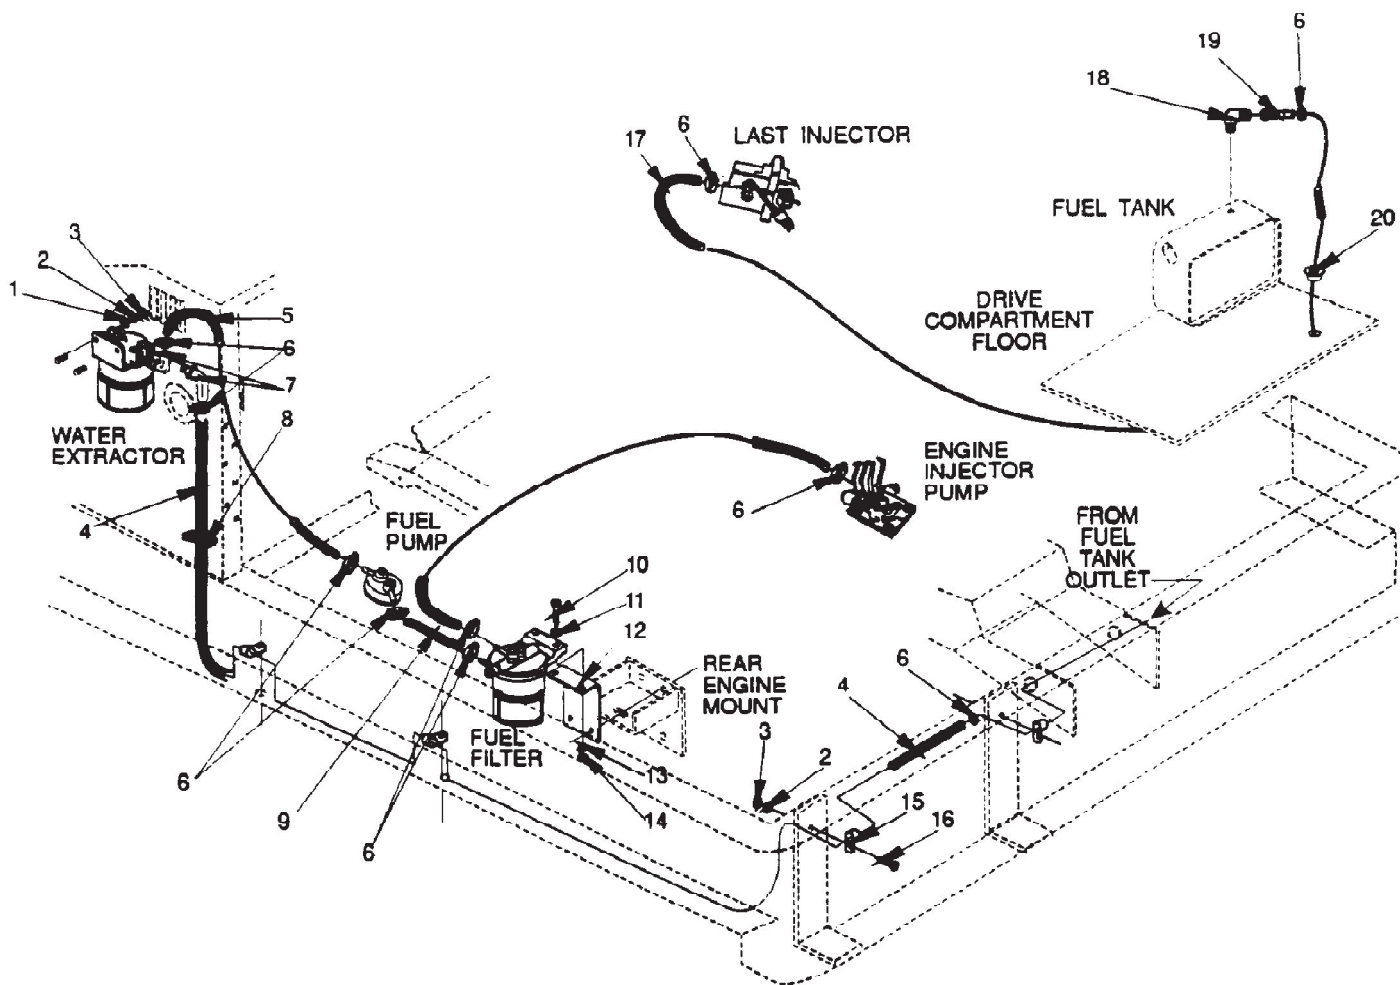 6
19
18
6
LAST INJECTOR
17
FUEL TANK
20
3
2
1
5
DRIVE
COMPARTMENT
FLOOR
6
7
8
WATER
EXTRACTOR
ENGINE
INJECTOR
PUMP
6
4
FUEL
PUMP
FROM
FUEL
TANK
OUTLET
10
11
12
REAR
ENGINE
MOUNT
6
4
3
2
FUEL
FILTER
13
14
15
16
6
9
6